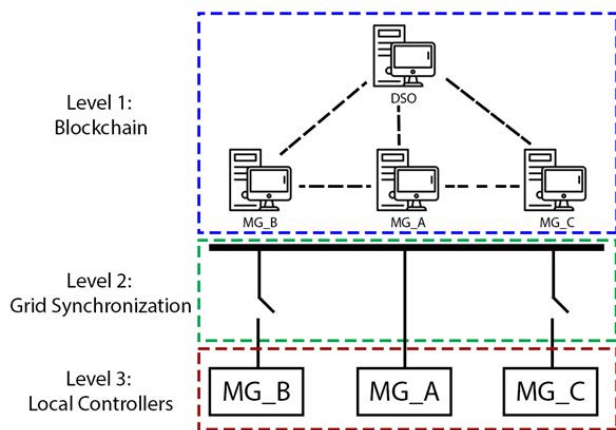 Level 1:
Blockchain
DSO
MG_B
MG_A
MG_C
Level 2:
Grid Synchronization
Level 3:
Local Controllers
MG_B
MG_A
MG_C